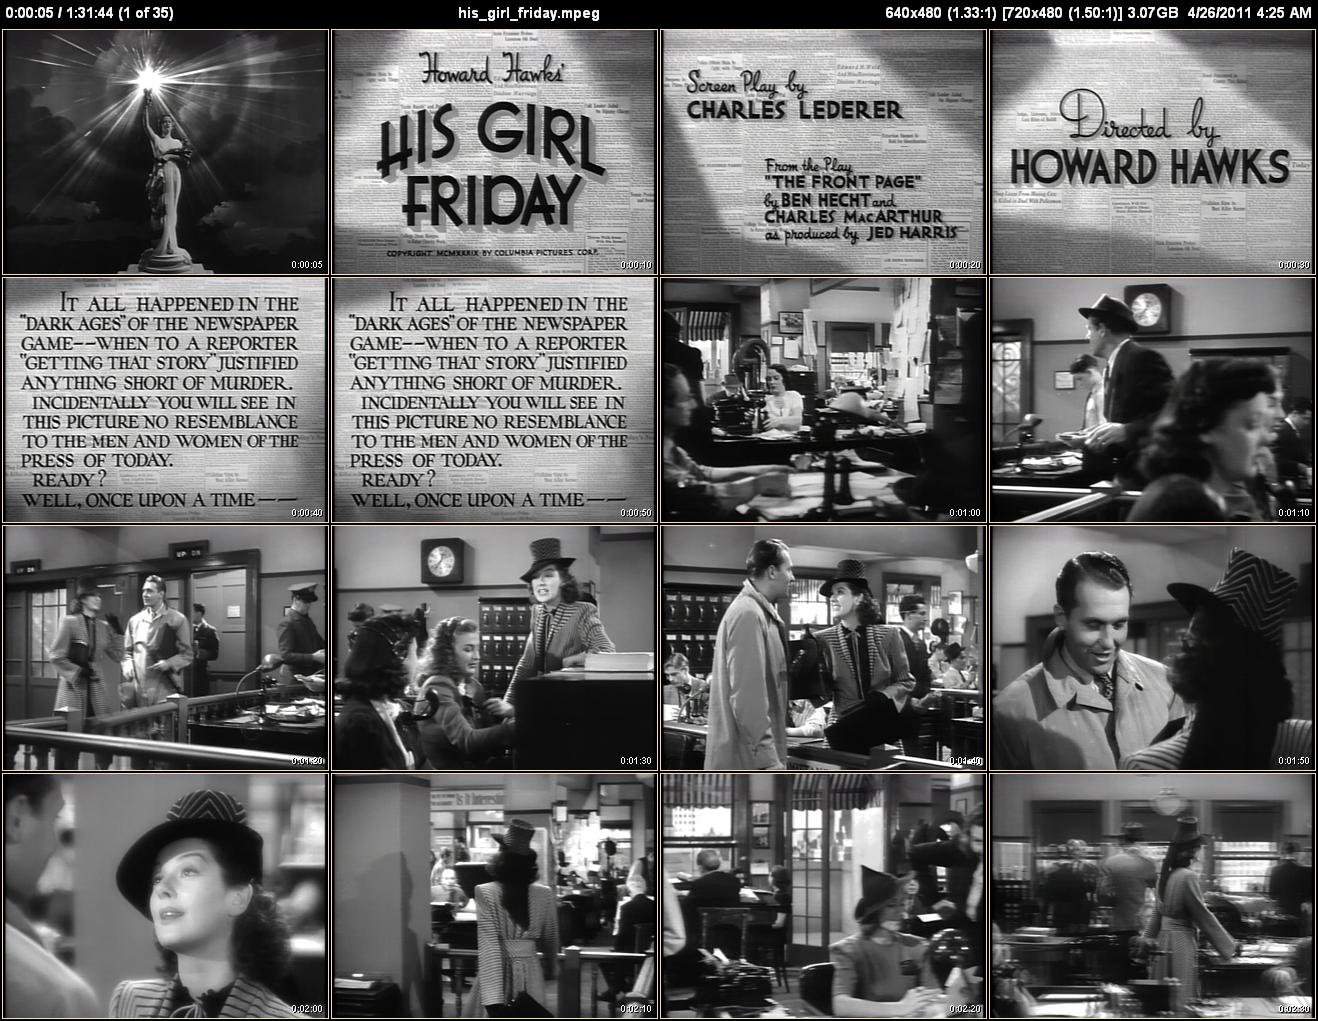 0:00:05 / 1:31:44 (1 of 35)
his_girl_friday.mpeg
640x480 (1.33:1) [720x480 (1.50:1)] 3.07GB 4/26/2011 4:25 AM
0:00:05
Howard Hawks'
HIS GIRL
FRIDAY
COPYRIGHT MCMXXXIX BY COLUMBIA PICTURES CORP.
0:00:10
Screen Play by
CHARLES LEDERER
From the Play
"THE FRONT PAGE"
by BEN HECHT and
CHARLES MACARTHUR
as produced by JED HARRIS
0:00:20
Directed by
HOWARD HAWKS
0:00:30
IT ALL HAPPENED IN THE
"DARK AGES" OF THE NEWSPAPER
GAME--WHEN TO A REPORTER
"GETTING THAT STORY" JUSTIFIED
ANYTHING SHORT OF MURDER.
INCIDENTALLY YOU WILL SEE IN
THIS PICTURE NO RESEMBLANCE
TO THE MEN AND WOMEN OF THE
PRESS OF TODAY.
READY?
WELL, ONCE UPON A TIME--
0:00:40
IT ALL HAPPENED IN THE
"DARK AGES" OF THE NEWSPAPER
GAME--WHEN TO A REPORTER
"GETTING THAT STORY" JUSTIFIED
ANYTHING SHORT OF MURDER.
INCIDENTALLY YOU WILL SEE IN
THIS PICTURE NO RESEMBLANCE
TO THE MEN AND WOMEN OF THE
PRESS OF TODAY.
READY?
WELL, ONCE UPON A TIME--
0:00:50
0:01:00
0:01:10
UP DN
0:01:20
0:01:30
0:01:40
0:01:50
0:02:00
0:02:10
0:02:20
0:02:30